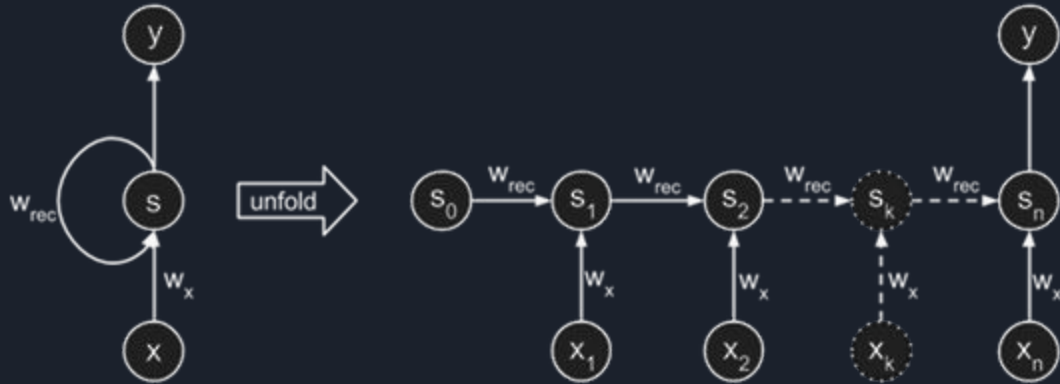 y
y
w_rec
s
unfold
s_0
w_rec
s_1
w_rec
s_2
w_rec
s_k
w_rec
s_n
w_x
w_x
w_x
w_x
w_x
x
x_1
x_2
x_k
x_n